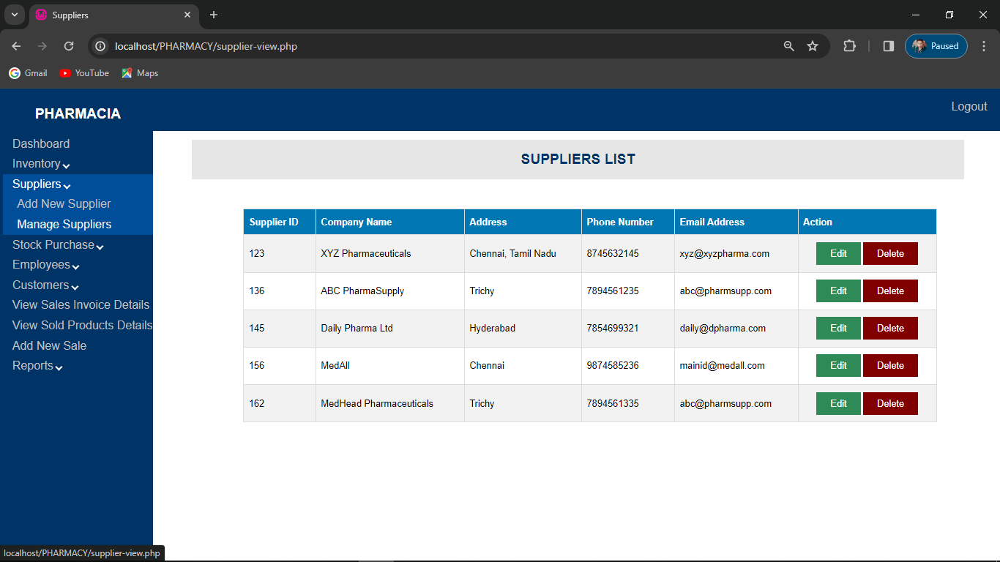 Suppliers
localhost/PHARMACY/supplier-view.php
Paused
Gmail YouTube Maps
PHARMACIA
Logout
Dashboard
Inventory
Suppliers
Add New Supplier
Manage Suppliers
Stock Purchase
Employees
Customers
View Sales Invoice Details
View Sold Products Details
Add New Sale
Reports
SUPPLIERS LIST
Supplier ID Company Name Address Phone Number Email Address Action
123 XYZ Pharmaceuticals Chennai, Tamil Nadu 8745632145 xyz@xyzpharma.com Edit Delete
136 ABC PharmaSupply Trichy 7894561235 abc@pharmsupp.com Edit Delete
145 Daily Pharma Ltd Hyderabad 7854699321 daily@dpharma.com Edit Delete
156 MedAll Chennai 9874585236 mainid@medall.com Edit Delete
162 MedHead Pharmaceuticals Trichy 7894561335 abc@pharmsupp.com Edit Delete
localhost/PHARMACY/supplier-view.php